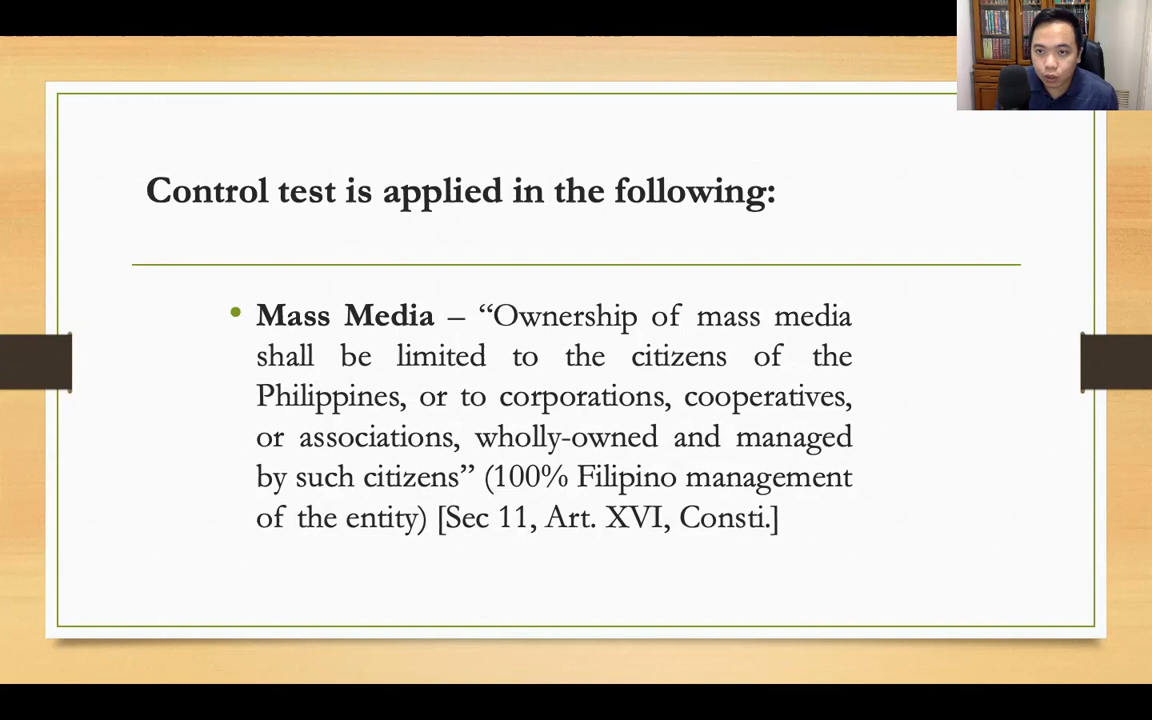 Control test is applied in the following:
• Mass Media – “Ownership of mass media
shall be limited to the citizens of the
Philippines, or to corporations, cooperatives,
or associations, wholly-owned and managed
by such citizens” (100% Filipino management
of the entity) [Sec 11, Art. XVI, Consti.]